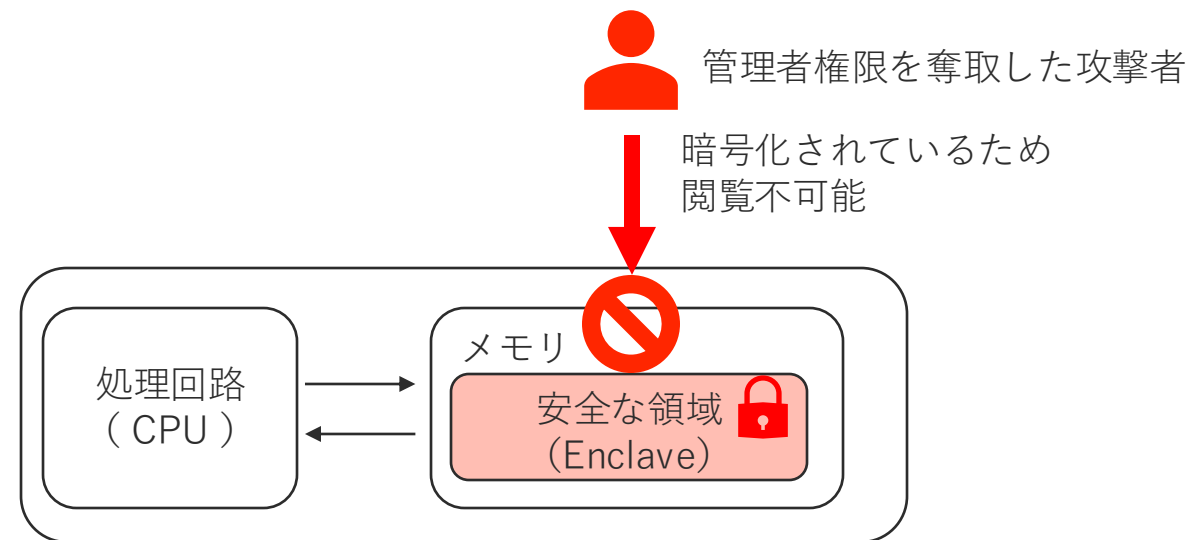 管理者権限を奪取した攻撃者
暗号化されているため
閲覧不可能
メモリ
処理回路
（CPU）
安全な領域
（Enclave）